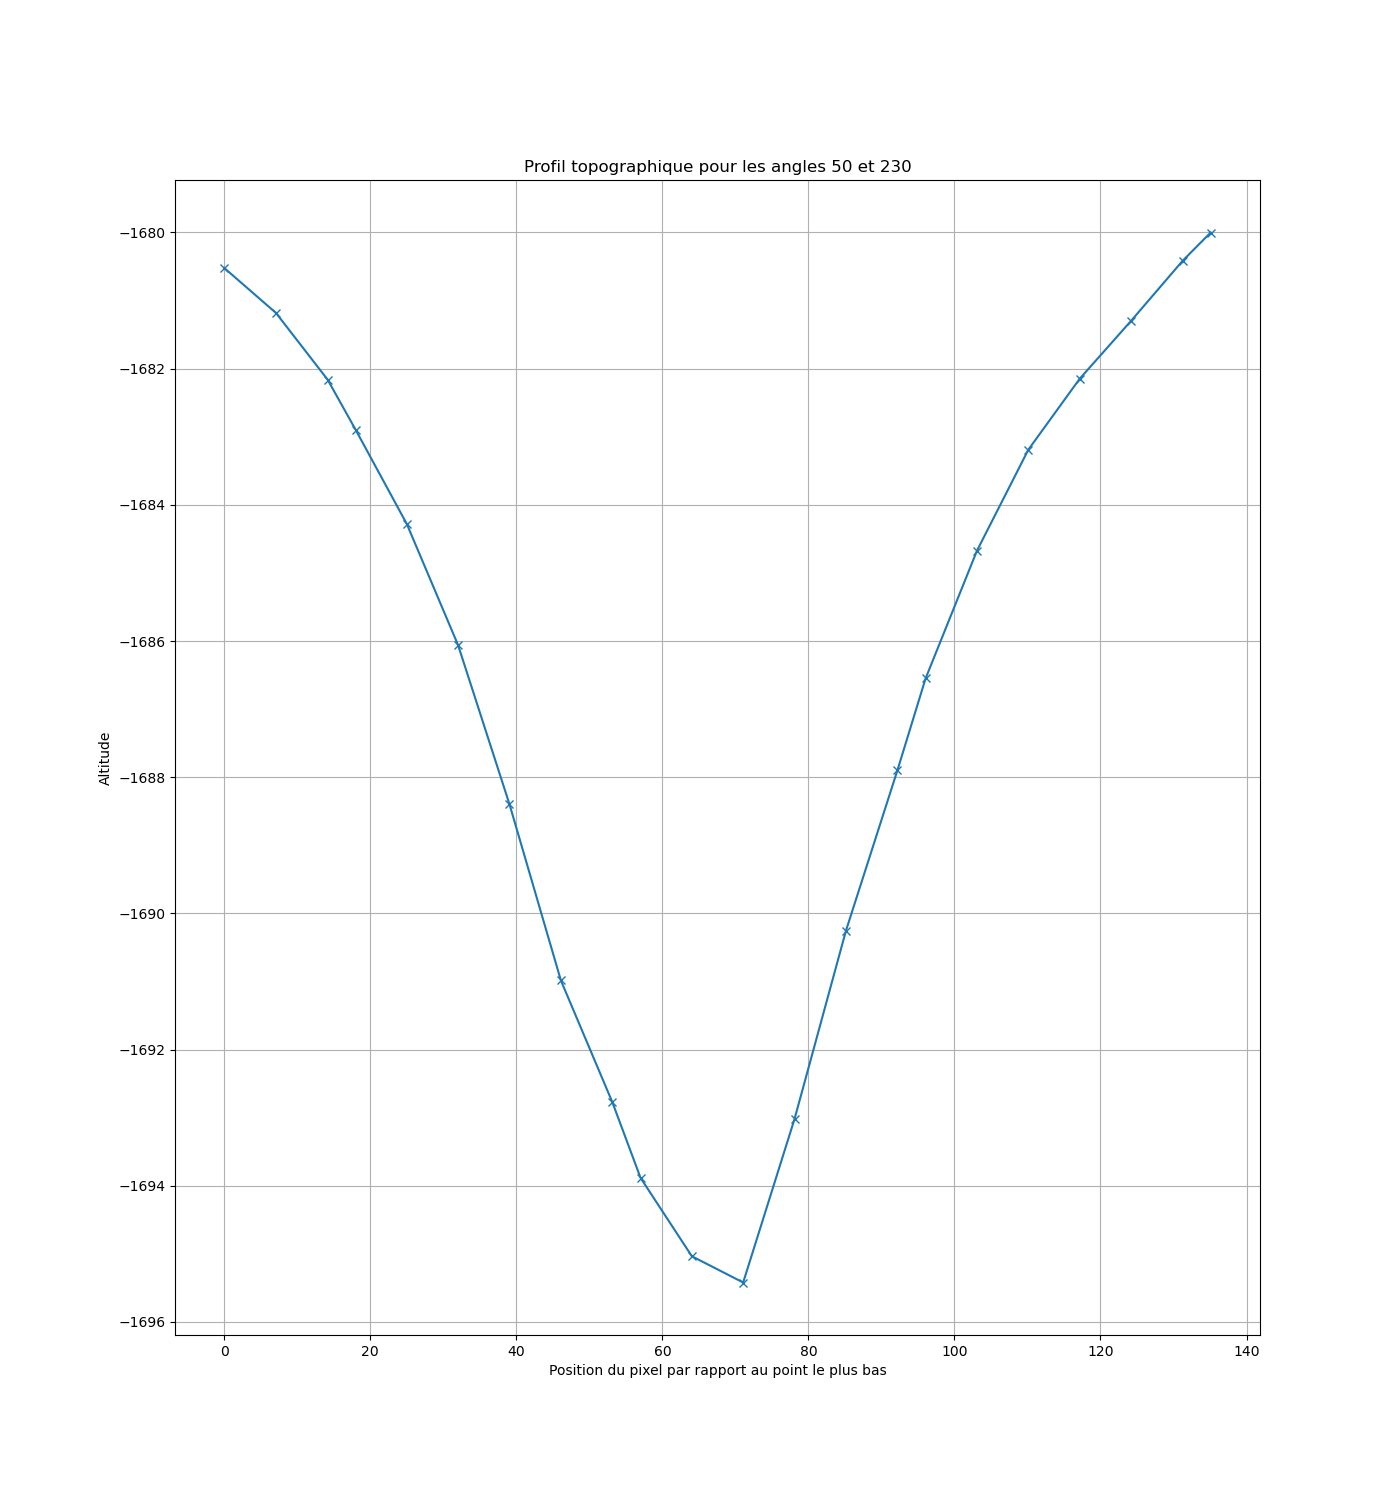 Profil topographique pour les angles 50 et 230
−1680
−1682
−1684
−1686
−1688
−1690
−1692
−1694
−1696
Altitude
0 20 40 60 80 100 120 140
Position du pixel par rapport au point le plus bas